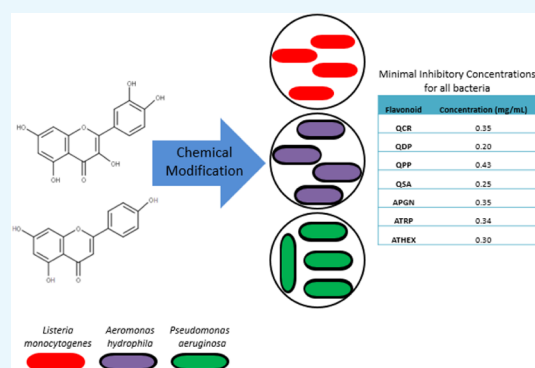 OH
OH
HO
O
OH
OH
O
Chemical
Modification
OH
HO
O
OH
O
Minimal Inhibitory Concentrations
for all bacteria
Flavonoid Concentration (mg/mL)
QCR 0.35
QDP 0.20
QPP 0.43
QSA 0.25
APGN 0.35
ATRP 0.34
ATHEX 0.30
Listeria
monocytogenes
Aeromonas
hydrophila
Pseudomonas
aeruginosa